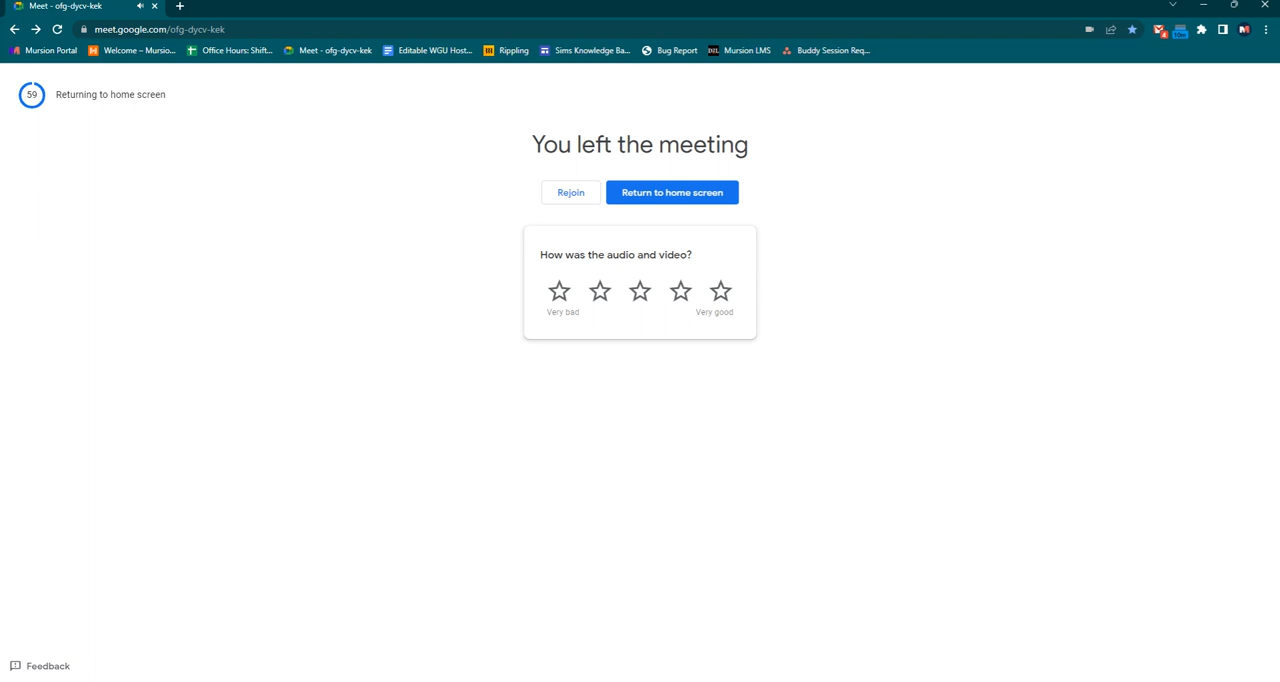 Meet - ofg-dycv-kek
meet.google.com/ofg-dycv-kek
Mursion Portal Welcome – Mursio... Office Hours: Shift... Meet - ofg-dycv-kek Editable WGU Host... Rippling Sims Knowledge Ba... Bug Report Mursion LMS Buddy Session Req...
59 Returning to home screen
You left the meeting
Rejoin Return to home screen
How was the audio and video?
Very bad Very good
Feedback